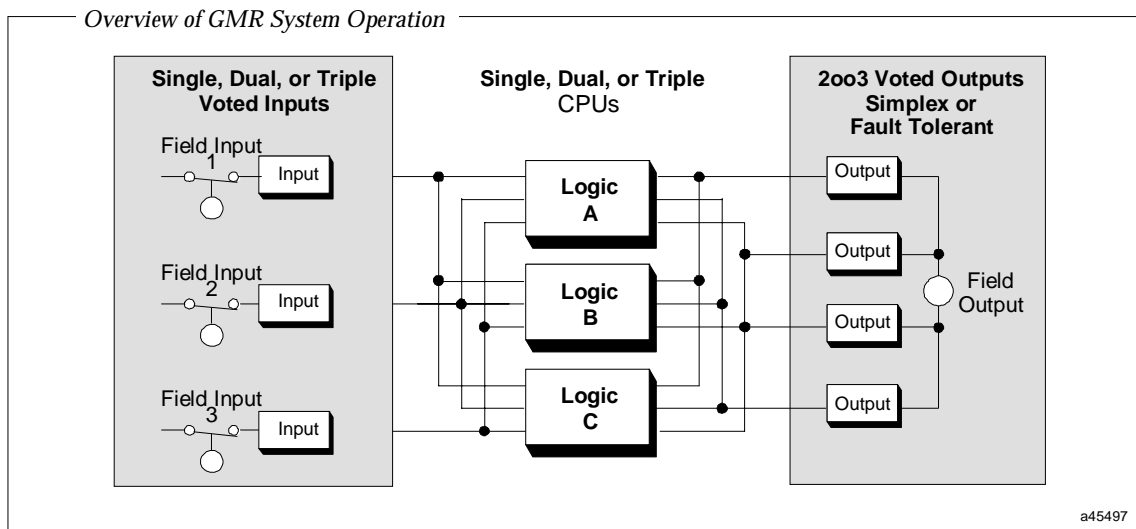 Overview of GMR System Operation
Single, Dual, or Triple
Voted Inputs
Single, Dual, or Triple
CPUs
2oo3 Voted Outputs
Simplex or
Fault Tolerant
Field Input
1
Input
Field Input
2
Input
Field Input
3
Input
Logic
A
Logic
B
Logic
C
Output
Output
Output
Output
Field
Output
a45497